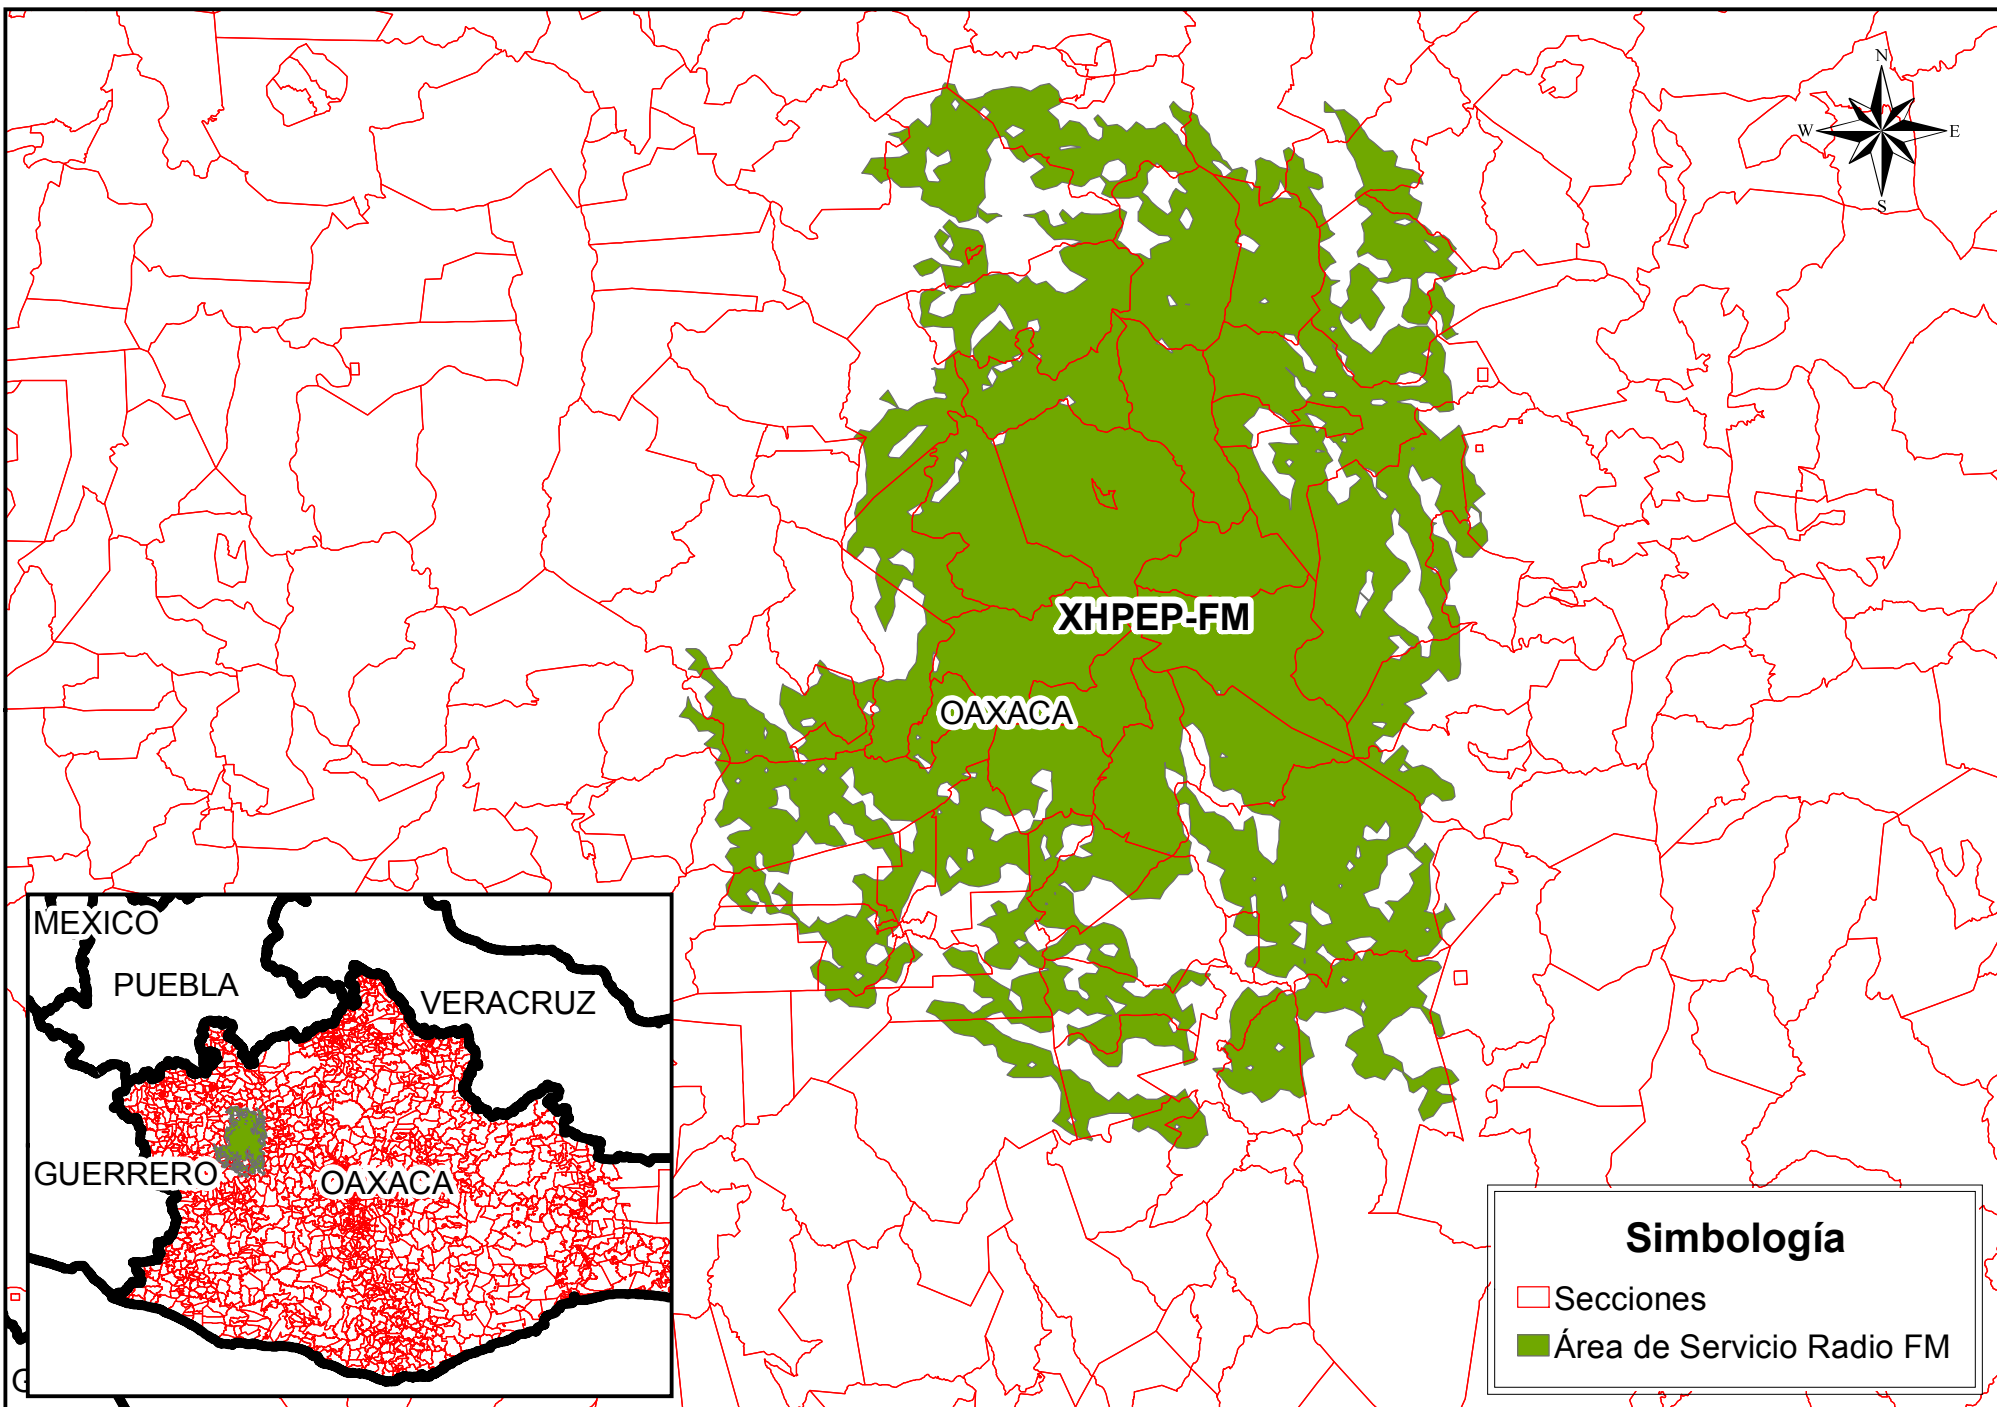 N
W E
S
XHPEP-FM
OAXACA
MEXICO
PUEBLA
VERACRUZ
GUERRERO
OAXACA
G
Simbología
Secciones
Área de Servicio Radio FM